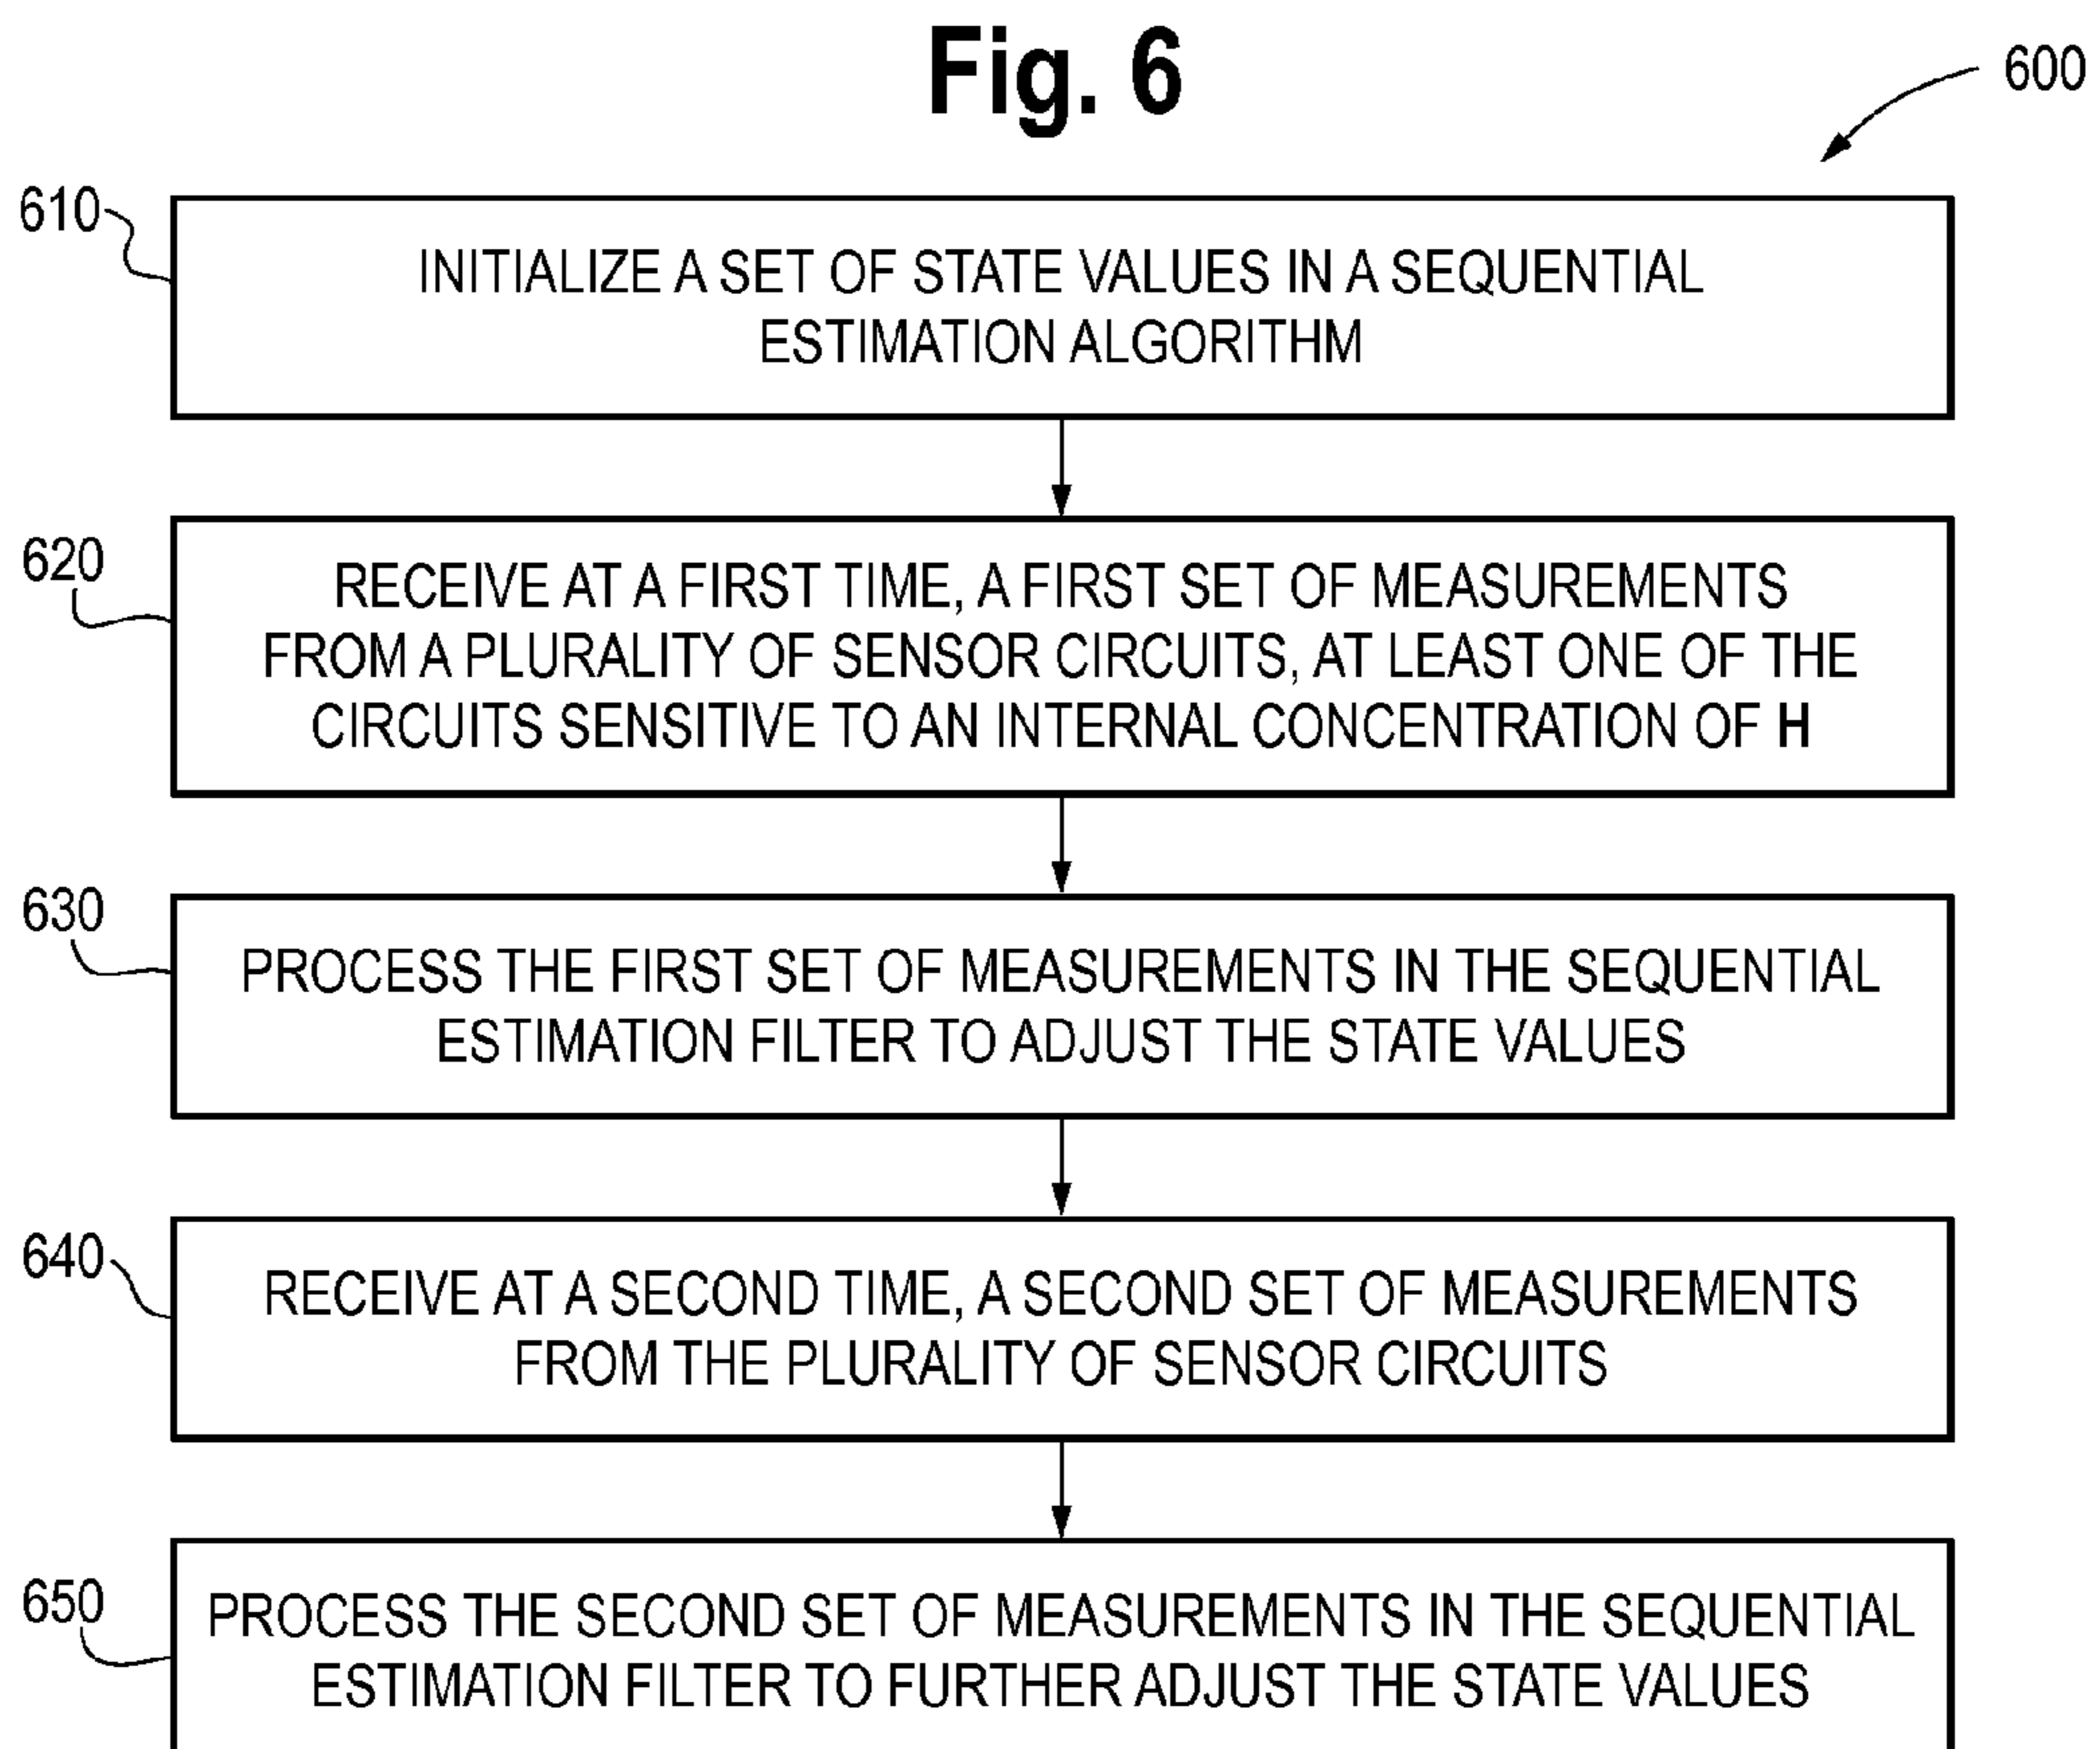 Fig. 6
600
610
INITIALIZE A SET OF STATE VALUES IN A SEQUENTIAL
ESTIMATION ALGORITHM
620
RECEIVE AT A FIRST TIME, A FIRST SET OF MEASUREMENTS
FROM A PLURALITY OF SENSOR CIRCUITS, AT LEAST ONE OF THE
CIRCUITS SENSITIVE TO AN INTERNAL CONCENTRATION OF H
630
PROCESS THE FIRST SET OF MEASUREMENTS IN THE SEQUENTIAL
ESTIMATION FILTER TO ADJUST THE STATE VALUES
640
RECEIVE AT A SECOND TIME, A SECOND SET OF MEASUREMENTS
FROM THE PLURALITY OF SENSOR CIRCUITS
650
PROCESS THE SECOND SET OF MEASUREMENTS IN THE SEQUENTIAL
ESTIMATION FILTER TO FURTHER ADJUST THE STATE VALUES